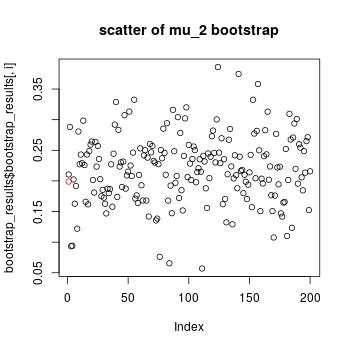 scatter of mu_2 bootstrap
bootstrap_results$bootstrap_results[, i]
0.35
0.25
0.15
0.05
0 50 100 150 200
Index